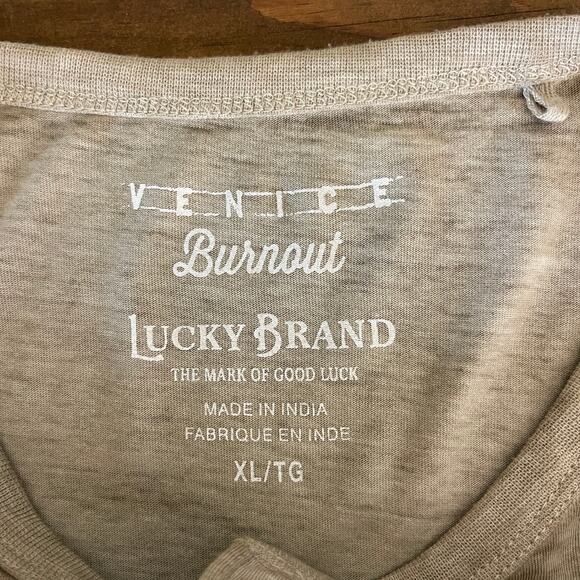 VENICE
Burnout
LUCKY BRAND
THE MARK OF GOOD LUCK
MADE IN INDIA
FABRIQUE EN INDE
XL/TG